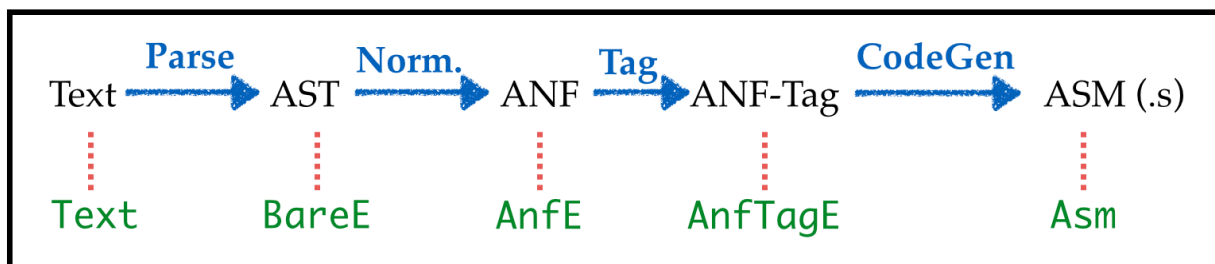 Parse Norm. Tag CodeGen
Text AST ANF ANF-Tag ASM (.s)
Text BareE AnfE AnfTagE Asm